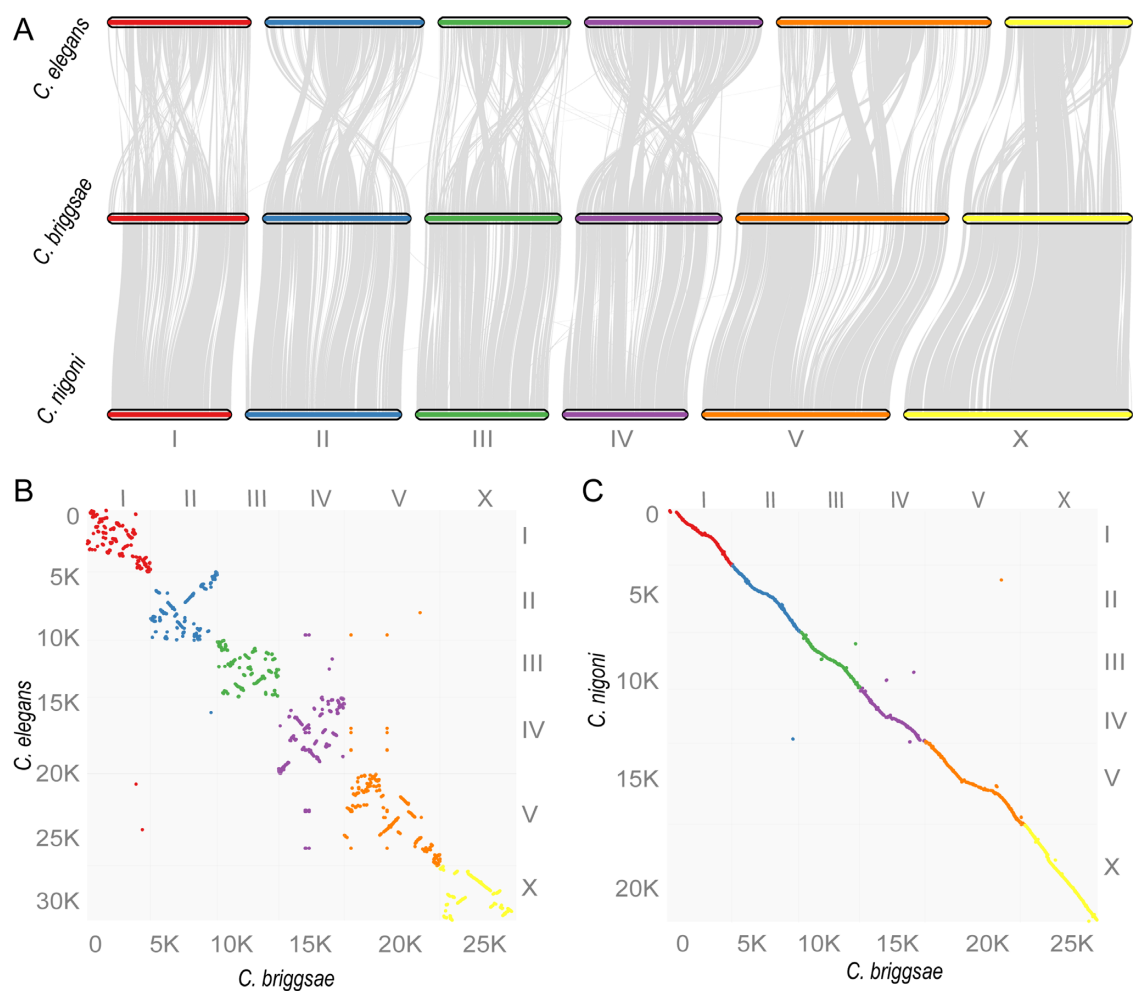 A
C. elegans
C. briggsae
C. nigoni
I II III IV V X
B
I II III IV V X
0
5K
10K
15K
20K
25K
30K
C. elegans
I
II
III
IV
V
X
0 5K 10K 15K 20K 25K
C. briggsae
C
I II III IV V X
0
5K
10K
15K
20K
C. nigoni
I
II
III
IV
V
X
0 5K 10K 15K 20K 25K
C. briggsae